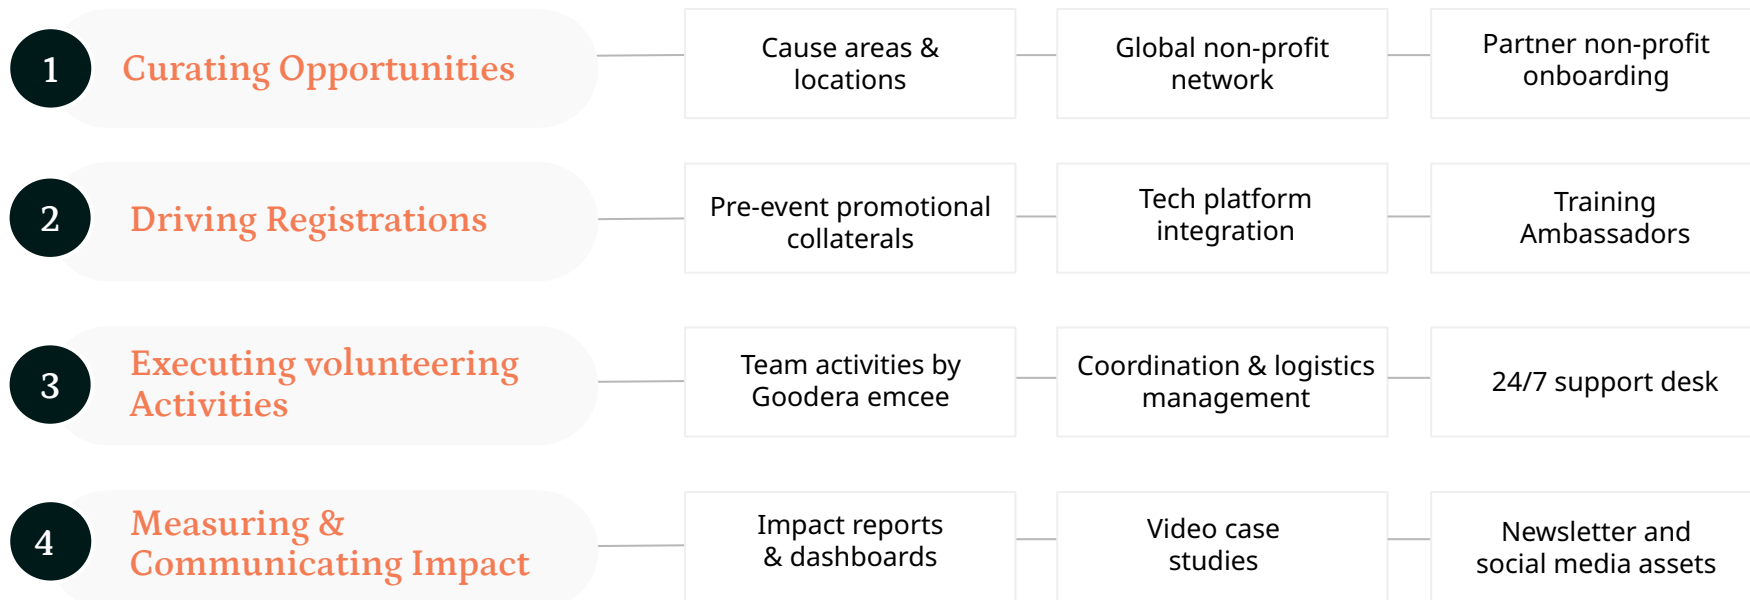 1
Curating Opportunities
Cause areas &
locations
Global non-profit
network
Partner non-profit
onboarding
2
Driving Registrations
Pre-event promotional
collaterals
Tech platform
integration
Training
Ambassadors
3
Executing volunteering
Activities
Team activities by
Goodera emcee
Coordination & logistics
management
24/7 support desk
4
Measuring &
Communicating Impact
Impact reports
& dashboards
Video case
studies
Newsletter and
social media assets